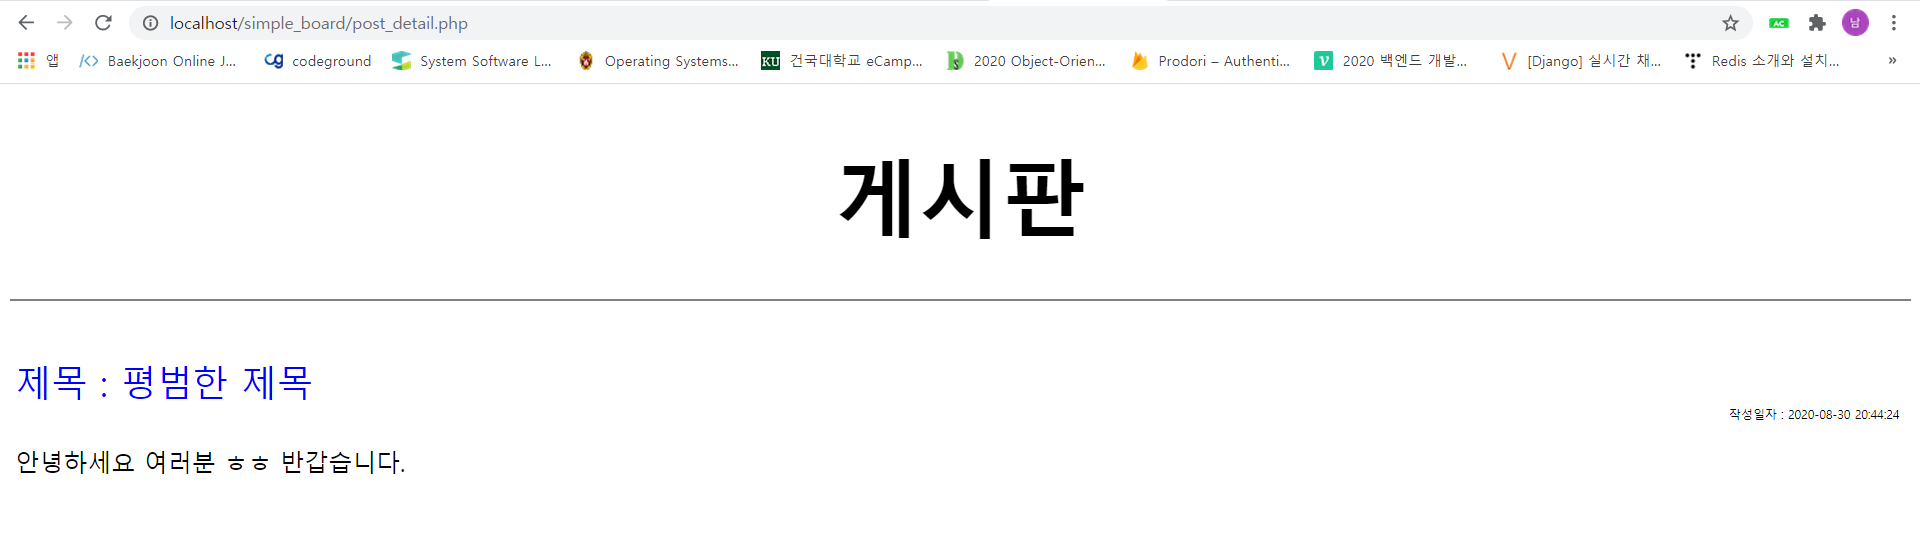 localhost/simple_board/post_detail.php
AC
남
앱 Baekjoon Online J... codeground System Software L... Operating Systems... KU 건국대학교 eCamp... 2020 Object-Orien... Prodori – Authenti... 2020 백엔드 개발... [Django] 실시간 채... Redis 소개와 설치... »
게시판
제목 : 평범한 제목
작성일자 : 2020-08-30 20:44:24
안녕하세요 여러분 ㅎㅎ 반갑습니다.